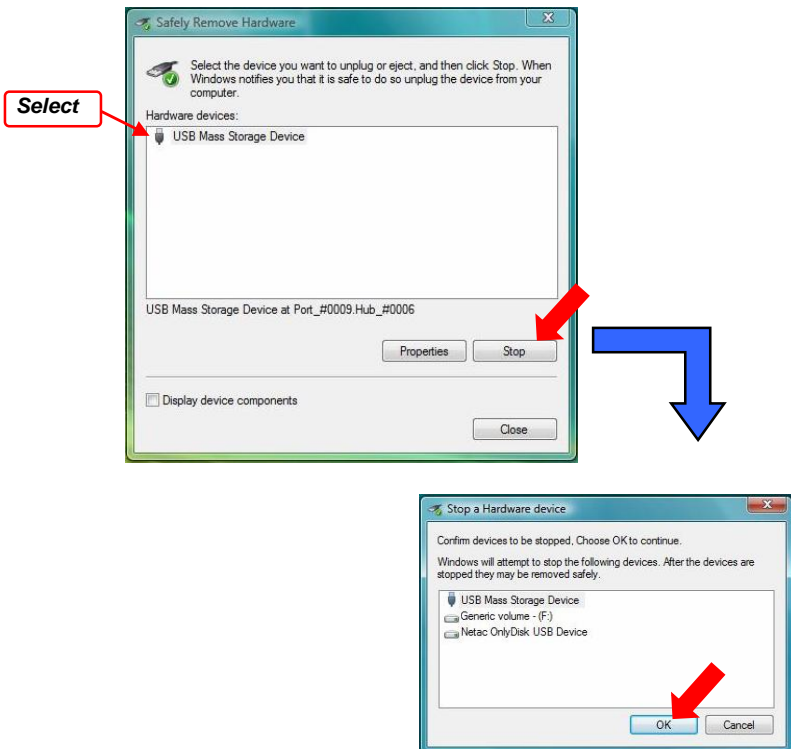 Safely Remove Hardware
Select the device you want to unplug or eject, and then click Stop. When
Windows notifies you that it is safe to do so unplug the device from your
computer.
Select
Hardware devices:
USB Mass Storage Device
USB Mass Storage Device at Port_#0009.Hub_#0006
Properties
Stop
Display device components
Close
Stop a Hardware device
Confirm devices to be stopped, Choose OK to continue.
Windows will attempt to stop the following devices. After the devices are
stopped they may be removed safely.
USB Mass Storage Device
Generic volume - (F:)
Netac OnlyDisk USB Device
OK
Cancel